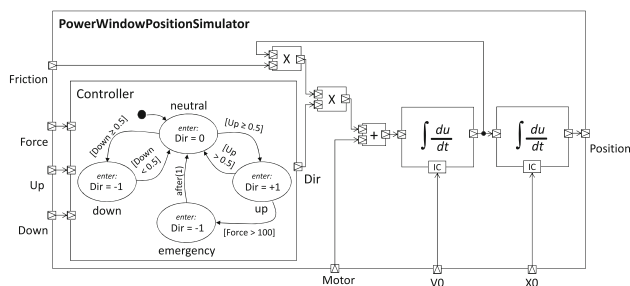 PowerWindowPositionSimulator
Friction
X
Controller
neutral
X
enter:
Dir = 0
[Down ≥ 0.5]
[Up ≥ 0.5]
Force
[Down
< 0.5]
[Up
> 0.5]
+
∫ du
dt
∫ du
dt
Position
IC
IC
Up
enter:
Dir = -1
down
after(1)
enter:
Dir = +1
up
Dir
Down
enter:
Dir = -1
emergency
[Force > 100]
Motor
V0
X0